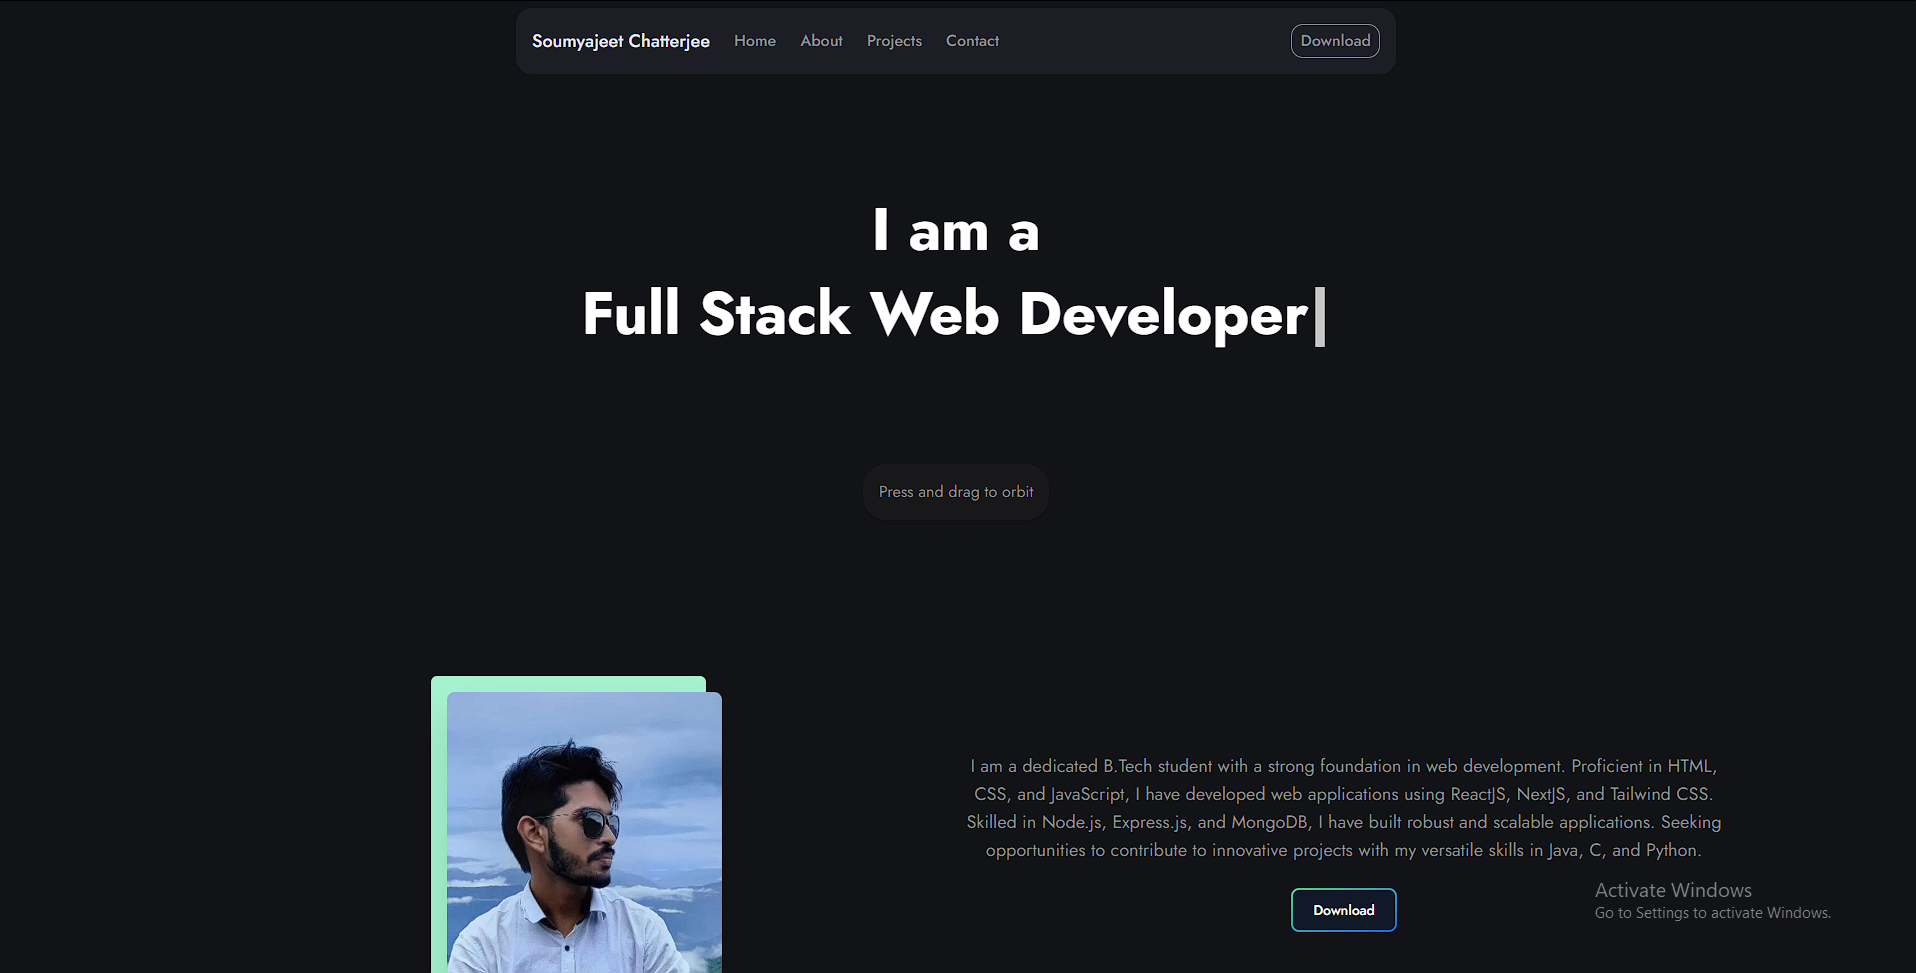 Soumyajeet Chatterjee Home About Projects Contact Download
I am a
Full Stack Web Developer|
Press and drag to orbit
I am a dedicated B.Tech student with a strong foundation in web development. Proficient in HTML,
CSS, and JavaScript, I have developed web applications using ReactJS, NextJS, and Tailwind CSS.
Skilled in Node.js, Express.js, and MongoDB, I have built robust and scalable applications. Seeking
opportunities to contribute to innovative projects with my versatile skills in Java, C, and Python.
Download
Activate Windows
Go to Settings to activate Windows.